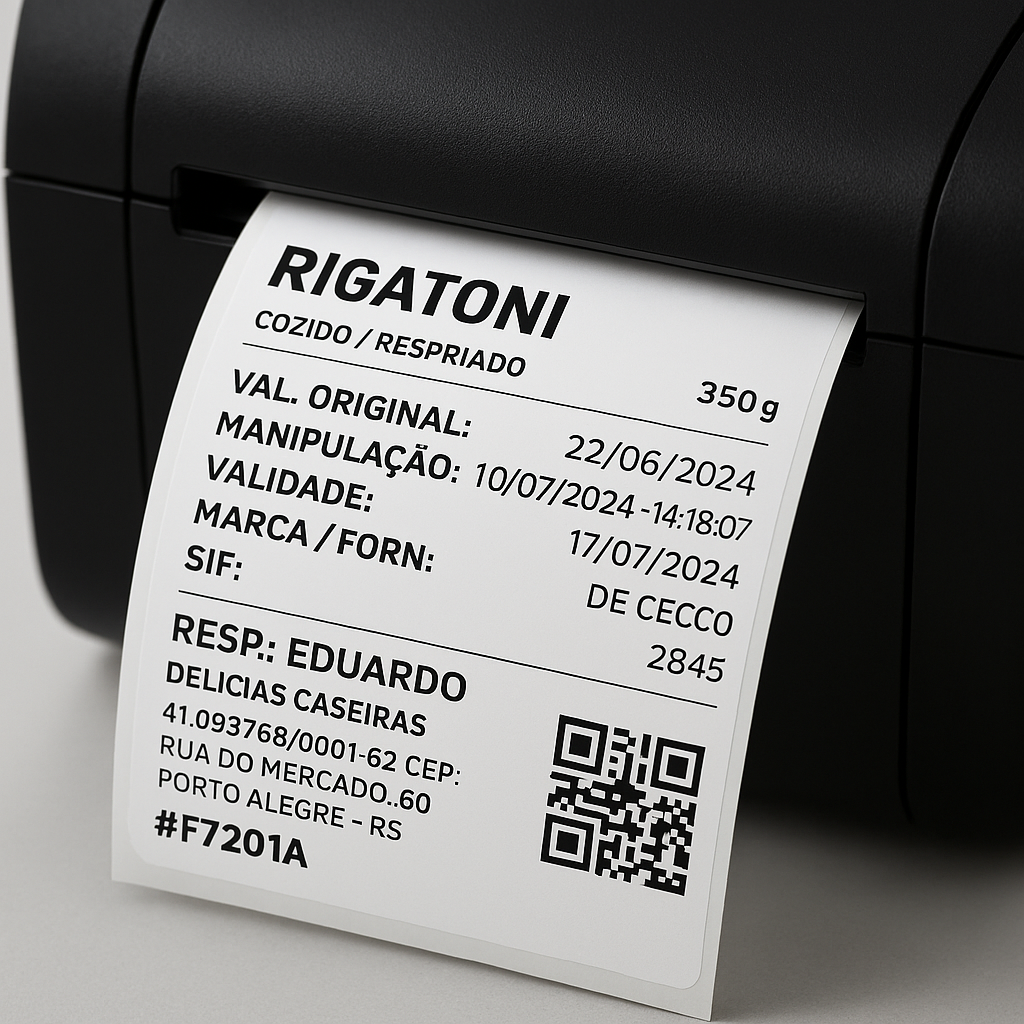 RIGATONI
COZIDO / RESPRIADO
350 g
VAL. ORIGINAL: 22/06/2024
MANIPULAÇÃO: 10/07/2024 - 14:18:07
VALIDADE: 17/07/2024
MARCA / FORN: DE CECCO
SIF: 2845
RESP.: EDUARDO
DELICIAS CASEIRAS
41.093768/0001-62 CEP:
RUA DO MERCADO..60
PORTO ALEGRE - RS
#F7201A